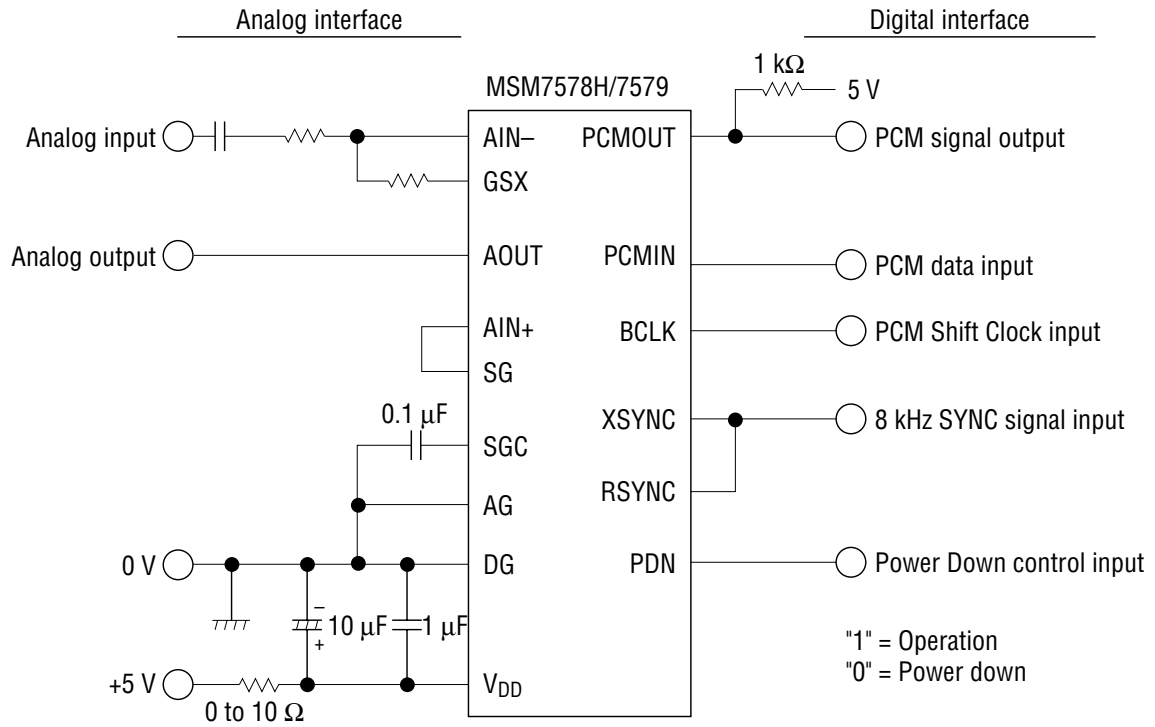 Analog interface
Digital interface
1 kΩ
5 V
MSM7578H/7579
Analog input
AIN–
PCMOUT
PCM signal output
GSX
Analog output
AOUT
PCMIN
PCM data input
AIN+
BCLK
PCM Shift Clock input
SG
0.1 μF
XSYNC
8 kHz SYNC signal input
SGC
RSYNC
AG
0 V
DG
PDN
Power Down control input
–
10 μF
1 μF
+
"1" = Operation
"0" = Power down
+5 V
VDD
0 to 10 Ω